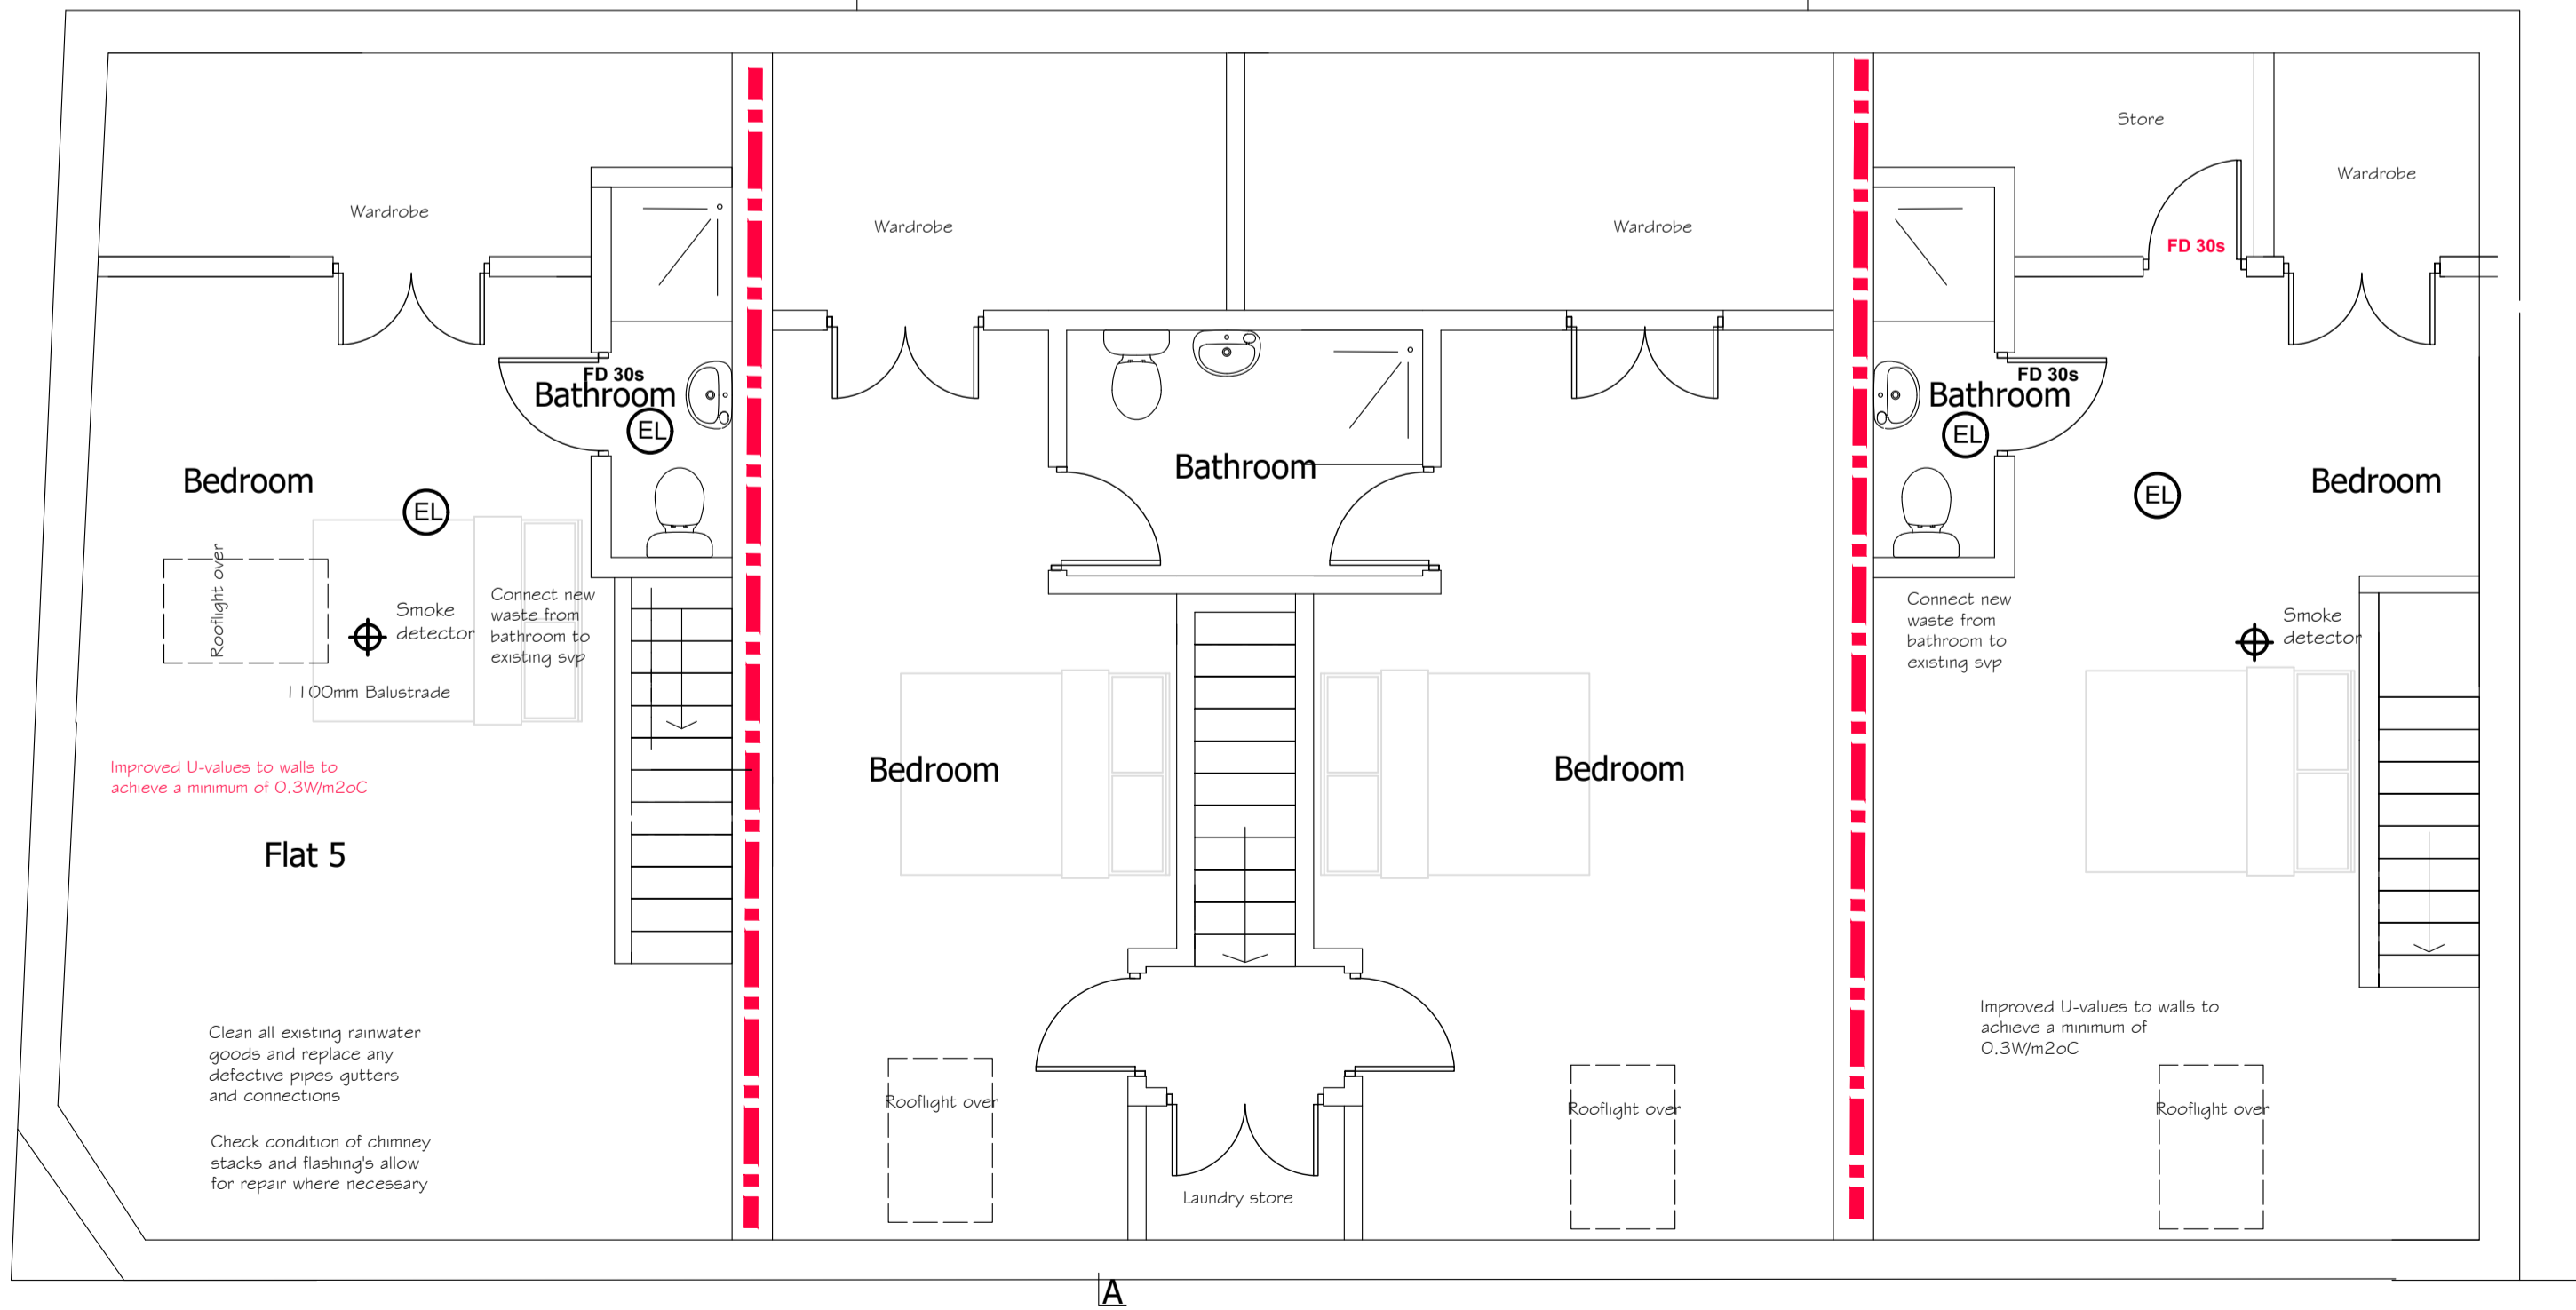 Store
Wardrobe
Wardrobe
Wardrobe
Wardrobe
FD 30s
FD 30s
Bathroom
EL
FD 30s
Bathroom
EL
Bathroom
Bedroom
EL
EL
Bedroom
Rooflight over
Smoke
detector
Connect new
waste from
bathroom to
existing svp
1100mm Balustrade
Connect new
waste from
bathroom to
existing svp
Smoke
detector
Improved U-values to walls to
achieve a minimum of 0.3W/m2oC
Bedroom
Bedroom
Flat 5
Clean all existing rainwater
goods and replace any
defective pipes gutters
and connections
Improved U-values to walls to
achieve a minimum of
0.3W/m2oC
Check condition of chimney
stacks and flashing's allow
for repair where necessary
Rooflight over
Rooflight over
Rooflight over
Laundry store
A